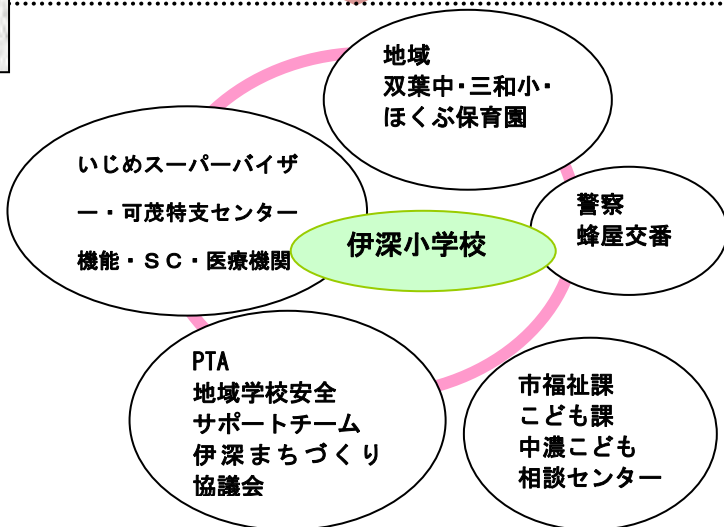 地域
双葉中・三和小・
ほくぶ保育園
いじめスーパーバイザ
ー・可茂特支センター
機能・ＳＣ・医療機関
伊深小学校
警察
蜂屋交番
PTA
地域学校安全
サポートチーム
伊深まちづくり
協議会
市福祉課
こども課
中濃こども
相談センター